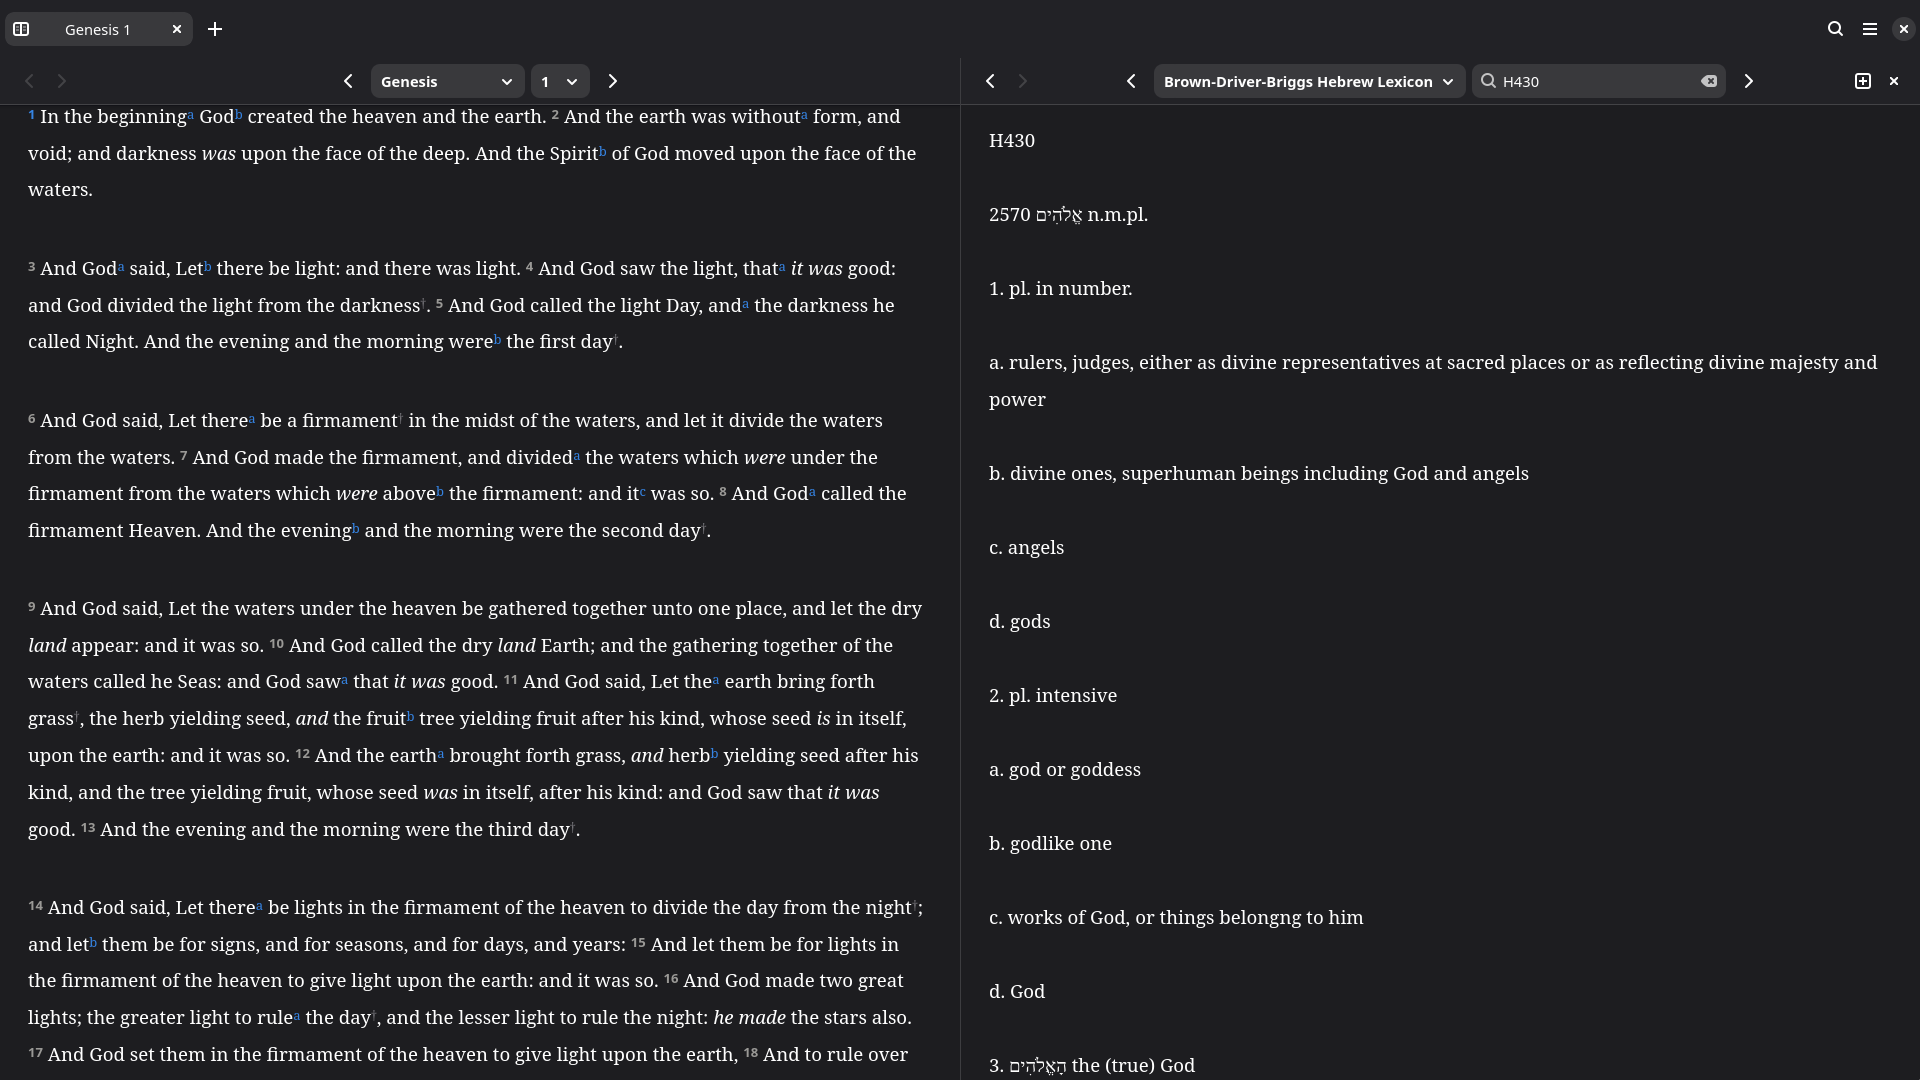 Genesis 1
Genesis
1
1 In the beginninga Godb created the heaven and the earth. 2 And the earth was withouta form, and
void; and darkness was upon the face of the deep. And the Spiritb of God moved upon the face of the
waters.
3 And Goda said, Letb there be light: and there was light. 4 And God saw the light, thata it was good:
and God divided the light from the darkness†. 5 And God called the light Day, anda the darkness he
called Night. And the evening and the morning wereb the first day†.
6 And God said, Let therea be a firmament† in the midst of the waters, and let it divide the waters
from the waters. 7 And God made the firmament, and divideda the waters which were under the
firmament from the waters which were aboveb the firmament: and itc was so. 8 And Goda called the
firmament Heaven. And the eveningb and the morning were the second day†.
9 And God said, Let the waters under the heaven be gathered together unto one place, and let the dry
land appear: and it was so. 10 And God called the dry land Earth; and the gathering together of the
waters called he Seas: and God sawa that it was good. 11 And God said, Let thea earth bring forth
grass†, the herb yielding seed, and the fruitb tree yielding fruit after his kind, whose seed is in itself,
upon the earth: and it was so. 12 And the eartha brought forth grass, and herbb yielding seed after his
kind, and the tree yielding fruit, whose seed was in itself, after his kind: and God saw that it was
good. 13 And the evening and the morning were the third day†.
14 And God said, Let therea be lights in the firmament of the heaven to divide the day from the night†;
and letb them be for signs, and for seasons, and for days, and years: 15 And let them be for lights in
the firmament of the heaven to give light upon the earth: and it was so. 16 And God made two great
lights; the greater light to rulea the day†, and the lesser light to rule the night: he made the stars also.
17 And God set them in the firmament of the heaven to give light upon the earth, 18 And to rule over
Brown-Driver-Briggs Hebrew Lexicon
H430
H430
2570 אֱלֹהִים n.m.pl.
1. pl. in number.
a. rulers, judges, either as divine representatives at sacred places or as reflecting divine majesty and
power
b. divine ones, superhuman beings including God and angels
c. angels
d. gods
2. pl. intensive
a. god or goddess
b. godlike one
c. works of God, or things belongng to him
d. God
3. הָאֱלֹהִים the (true) God